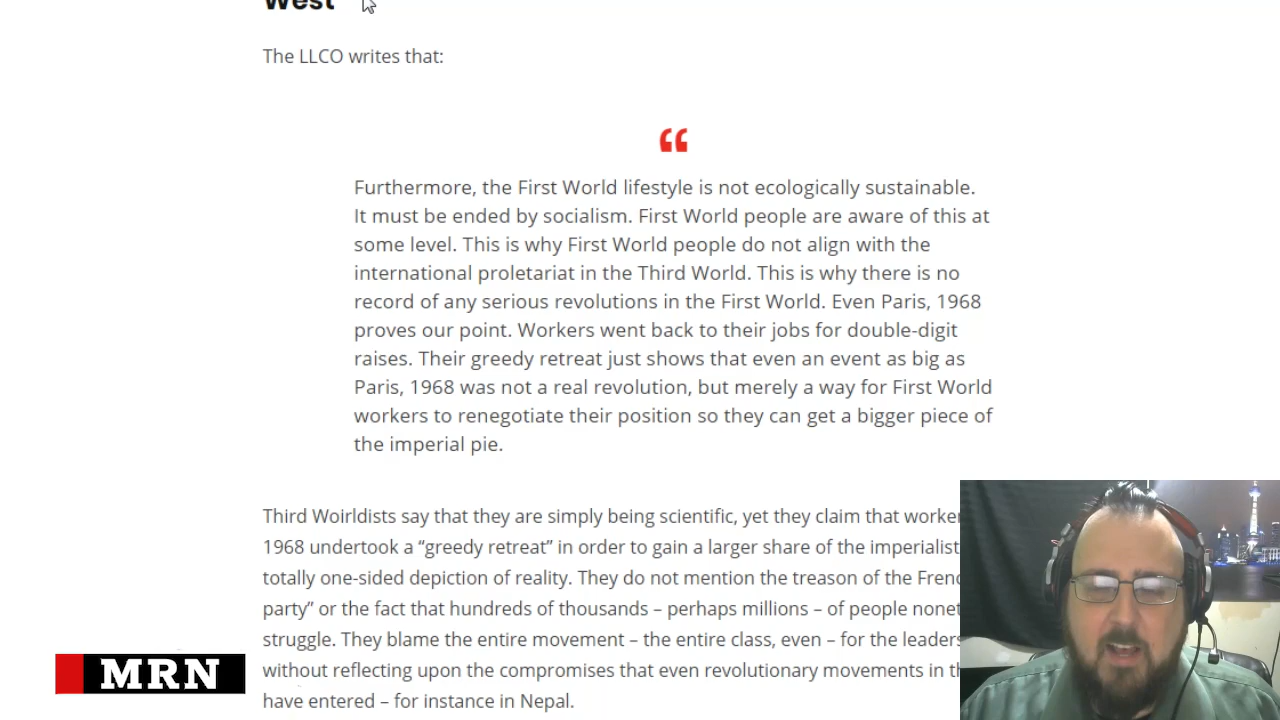 West
The LLCO writes that:
“
Furthermore, the First World lifestyle is not ecologically sustainable.
It must be ended by socialism. First World people are aware of this at
some level. This is why First World people do not align with the
international proletariat in the Third World. This is why there is no
record of any serious revolutions in the First World. Even Paris, 1968
proves our point. Workers went back to their jobs for double-digit
raises. Their greedy retreat just shows that even an event as big as
Paris, 1968 was not a real revolution, but merely a way for First World
workers to renegotiate their position so they can get a bigger piece of
the imperial pie.
Third Woirldists say that they are simply being scientific, yet they claim that
1968 undertook a “greedy retreat” in order to gain a larger share of the imperialist
totally one-sided depiction of reality. They do not mention the treason of the
party” or the fact that hundreds of thousands – perhaps millions – of people
struggle. They blame the entire movement – the entire class, even – for the
without reflecting upon the compromises that even revolutionary movements in
have entered – for instance in Nepal.
MRN